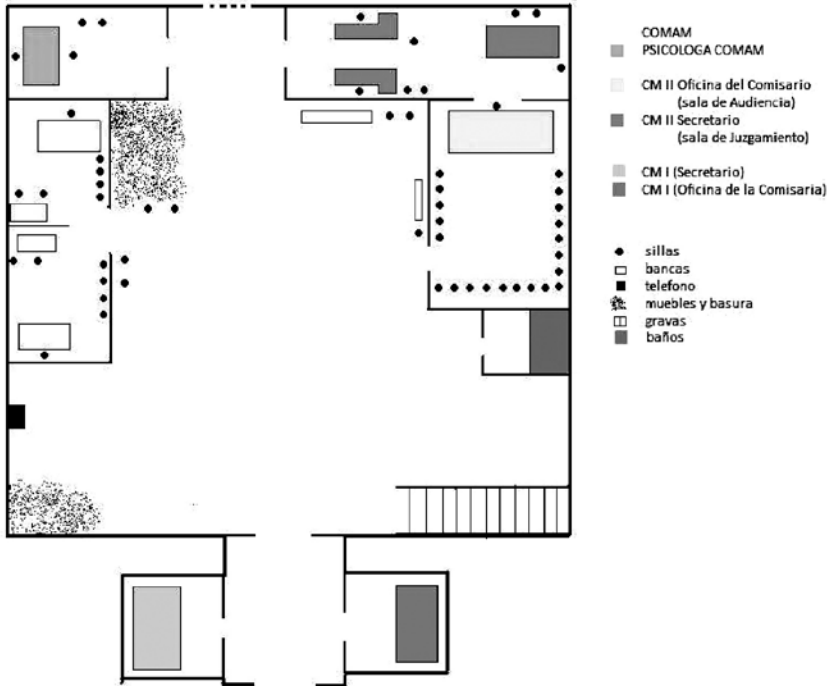 COMAM
PSICOLOGA COMAM
CM II Oficina del Comisario
(sala de Audiencia)
CM II Secretario
(sala de Juzgamiento)
CM I (Secretario)
CM I (Oficina de la Comisaria)
sillas
bancas
telefono
muebles y basura
gravas
baños